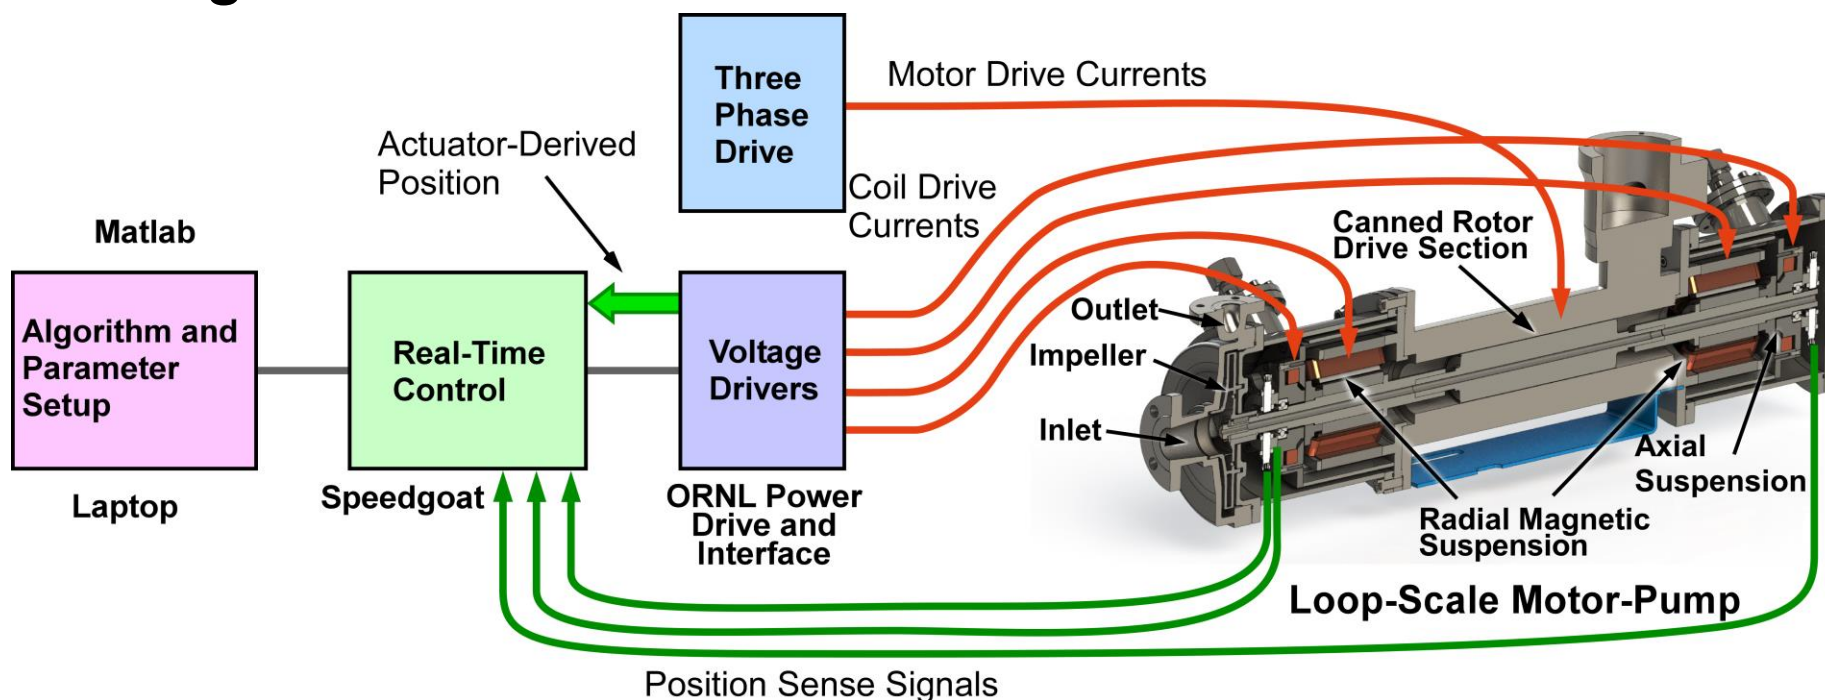 g
Three
Phase
Drive
Motor Drive Currents
Actuator-Derived
Position
Coil Drive
Currents
Matlab
Algorithm and
Parameter
Setup
Laptop
Real-Time
Control
Speedgoat
Voltage
Drivers
ORNL Power
Drive and
Interface
Canned Rotor
Drive Section
Outlet
Impeller
Inlet
Axial
Suspension
Radial Magnetic
Suspension
Loop-Scale Motor-Pump
Position Sense Signals